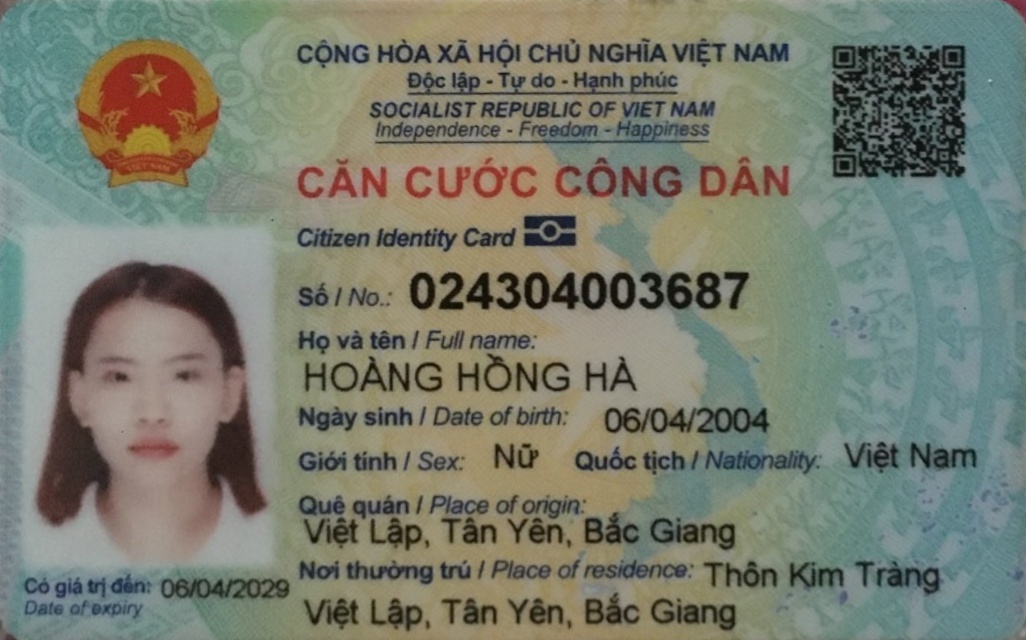 CỘNG HÒA XÃ HỘI CHỦ NGHĨA VIỆT NAM
Độc lập - Tự do - Hạnh phúc
SOCIALIST REPUBLIC OF VIET NAM
Independence - Freedom - Happiness
CĂN CƯỚC CÔNG DÂN
Citizen Identity Card
Số / No.: 024304003687
Họ và tên / Full name:
HOÀNG HỒNG HÀ
Ngày sinh / Date of birth: 06/04/2004
Giới tính / Sex: Nữ Quốc tịch / Nationality: Việt Nam
Quê quán / Place of origin:
Việt Lập, Tân Yên, Bắc Giang
Nơi thường trú / Place of residence: Thôn Kim Tràng
Việt Lập, Tân Yên, Bắc Giang
Có giá trị đến: 06/04/2029
Date of expiry